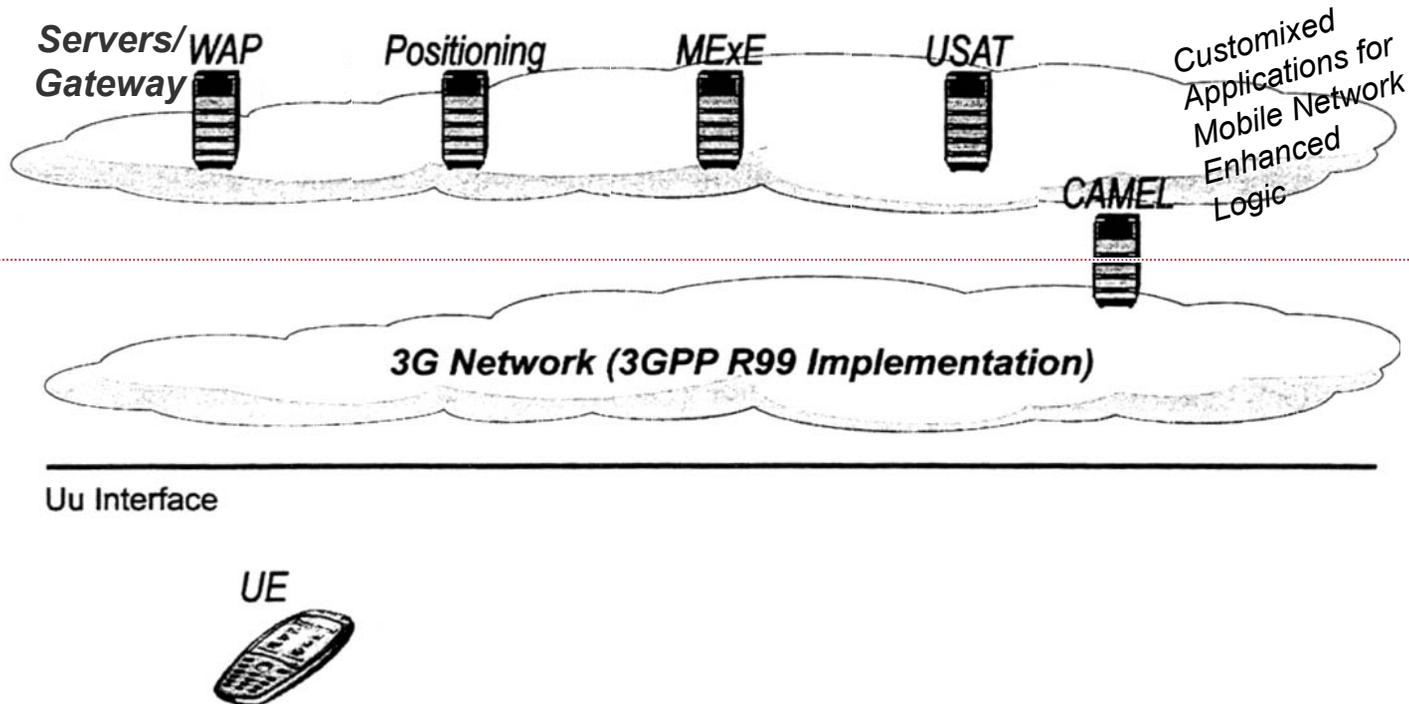 Servers/
Gateway
WAP
Positioning
MExE
USAT
Customixed
Applications for
Mobile Network
Enhanced
Logic
CAMEL
3G Network (3GPP R99 Implementation)
Uu Interface
UE